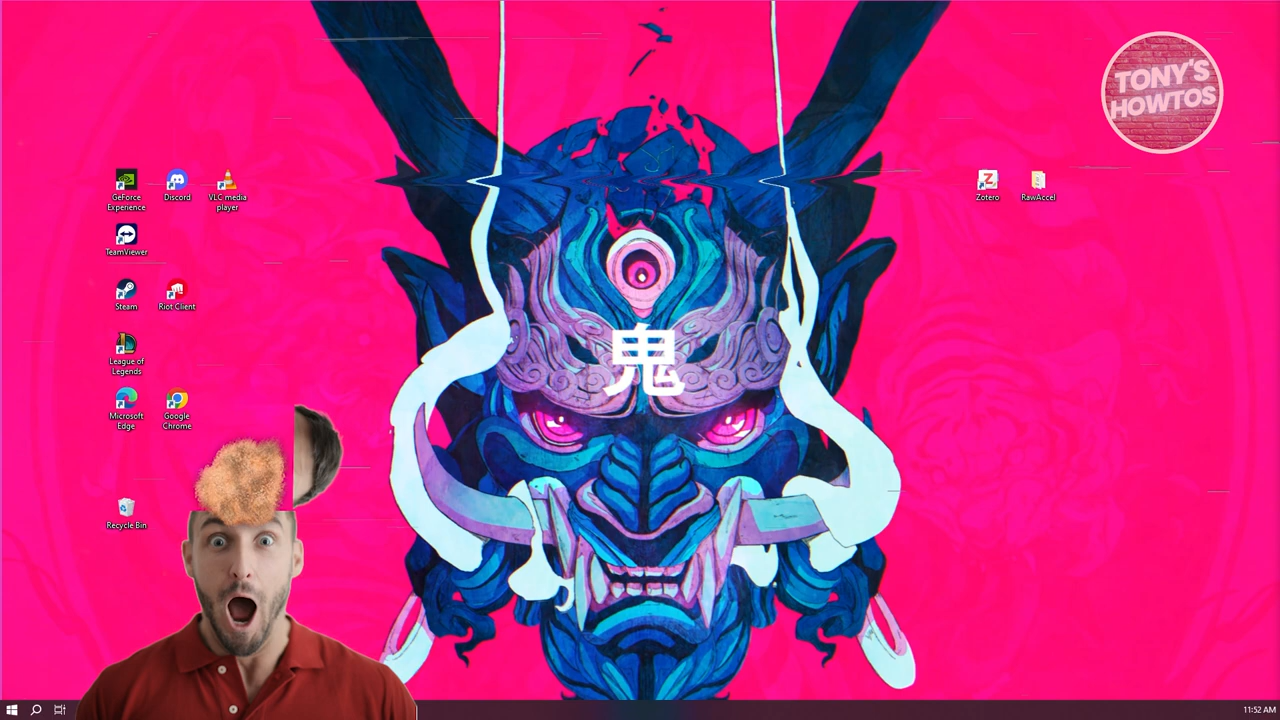 TONY'S
HOWTOS
GeForce
Experience
Discord
VLC media
player
Zotero
RawAccel
TeamViewer
Steam
Riot Client
League of
Legends
鬼
Microsoft
Edge
Google
Chrome
Recycle Bin
11:52 AM